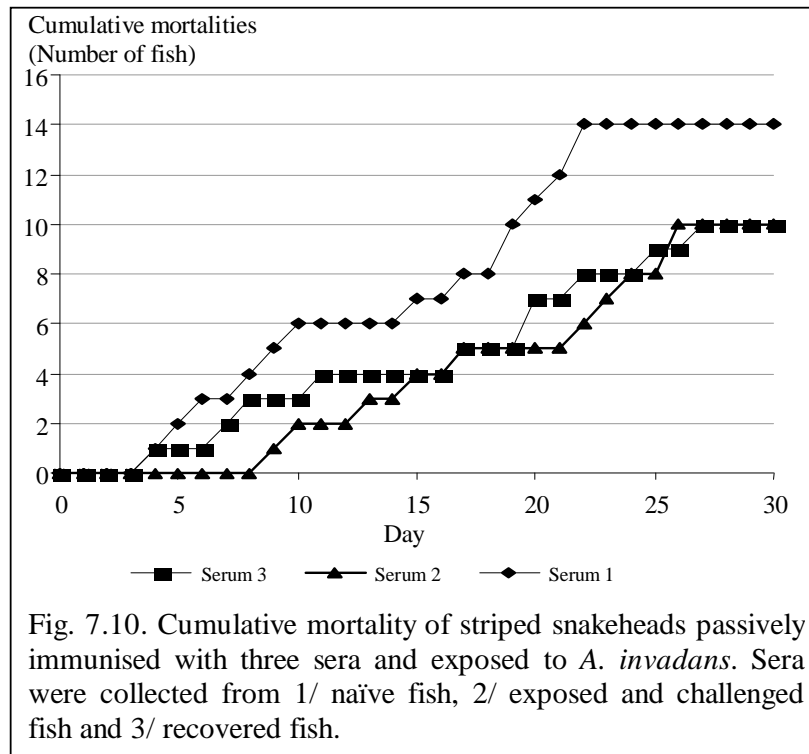 Cumulative mortalities
(Number of fish)
16
14
12
10
8
6
4
2
0
0 5 10 15 20 25 30
Day
Serum 3 Serum 2 Serum 1
Fig. 7.10. Cumulative mortality of striped snakeheads passively
immunised with three sera and exposed to A. invadans. Sera
were collected from 1/ naïve fish, 2/ exposed and challenged
fish and 3/ recovered fish.